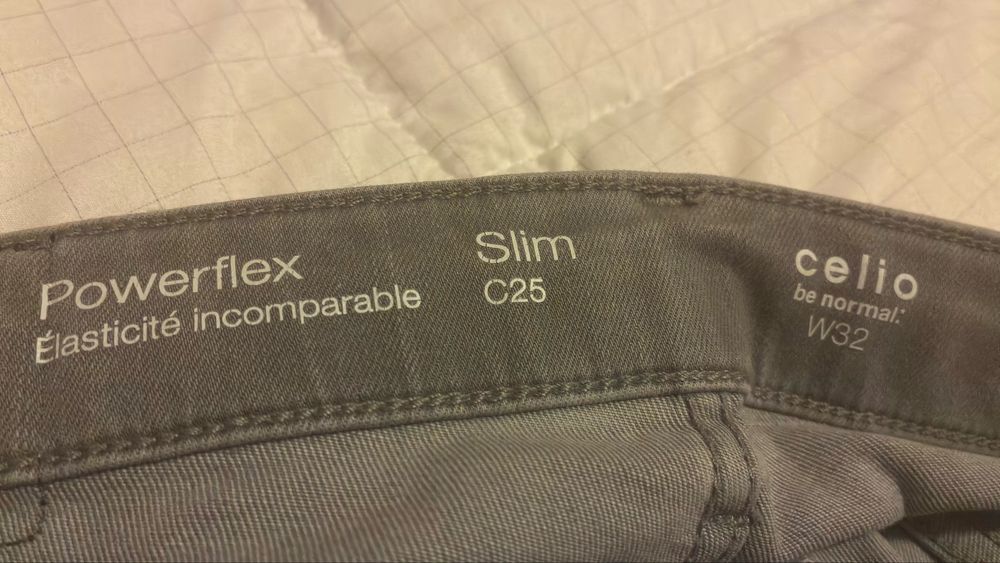 Powerflex
Élasticité incomparable
Slim
C25
celio
be normal:
W32